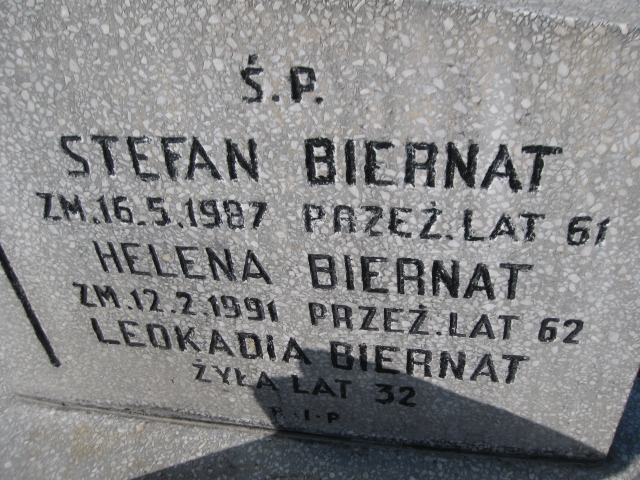 Ś.P.
STEFAN BIERNAT
ZM.16.5.1987 PRZEŻ.LAT 61
HELENA BIERNAT
ZM.12.2.1991 PRZEŻ.LAT 62
LEOKADIA BIERNAT
ŻYŁA LAT 32
R.I.P